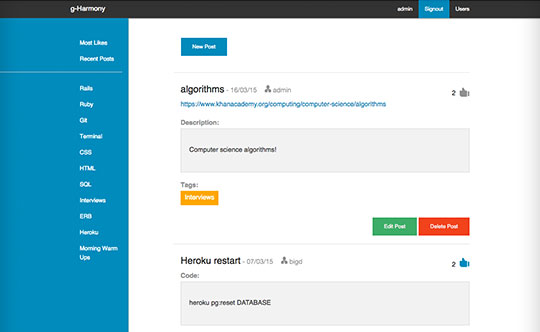 g-Harmony
admin Signout Users
Most Likes
Recent Posts
Rails
Ruby
Git
Terminal
CSS
HTML
SQL
Interviews
ERB
Heroku
Morning Warm
Ups
New Post
algorithms - 16/03/15 admin 2
https://www.khanacademy.org/computing/computer-science/algorithms
Description:
Computer science algorithms!
Tags:
Interviews
Edit Post Delete Post
Heroku restart - 07/03/15 bigd 2
Code:
heroku pg:reset DATABASE